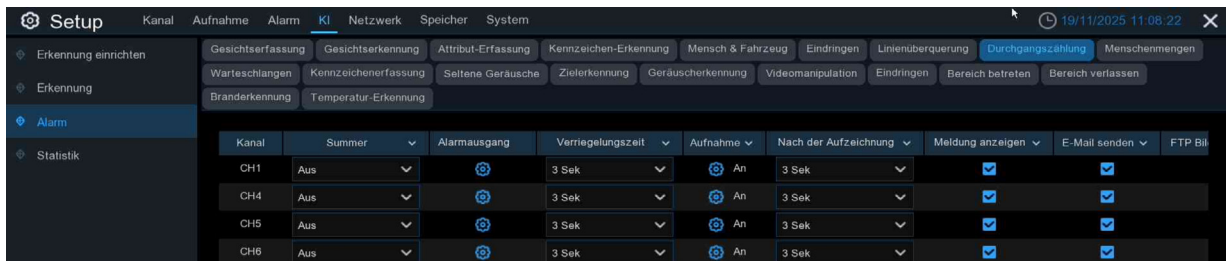 Setup Kanal Aufnahme Alarm KI Netzwerk Speicher System 19/11/2025 11:08:22
Erkennung einrichten
Erkennung
Alarm
Statistik
Gesichtserfassung Gesichtserkennung Attribut-Erfassung Kennzeichen-Erkennung Mensch & Fahrzeug Eindringen Linienüberquerung Durchgangszählung Menschenmengen
Warteschlangen Kennzeichenerfassung Seltene Geräusche Zielerkennung Geräuscherkennung Videomanipulation Eindringen Bereich betreten Bereich verlassen
Branderkennung Temperatur-Erkennung
Kanal Summer Alarmausgang Verriegelungszeit Aufnahme Nach der Aufzeichnung Meldung anzeigen E-Mail senden FTP Bil
CH1 Aus 3 Sek An 3 Sek
CH4 Aus 3 Sek An 3 Sek
CH5 Aus 3 Sek An 3 Sek
CH6 Aus 3 Sek An 3 Sek